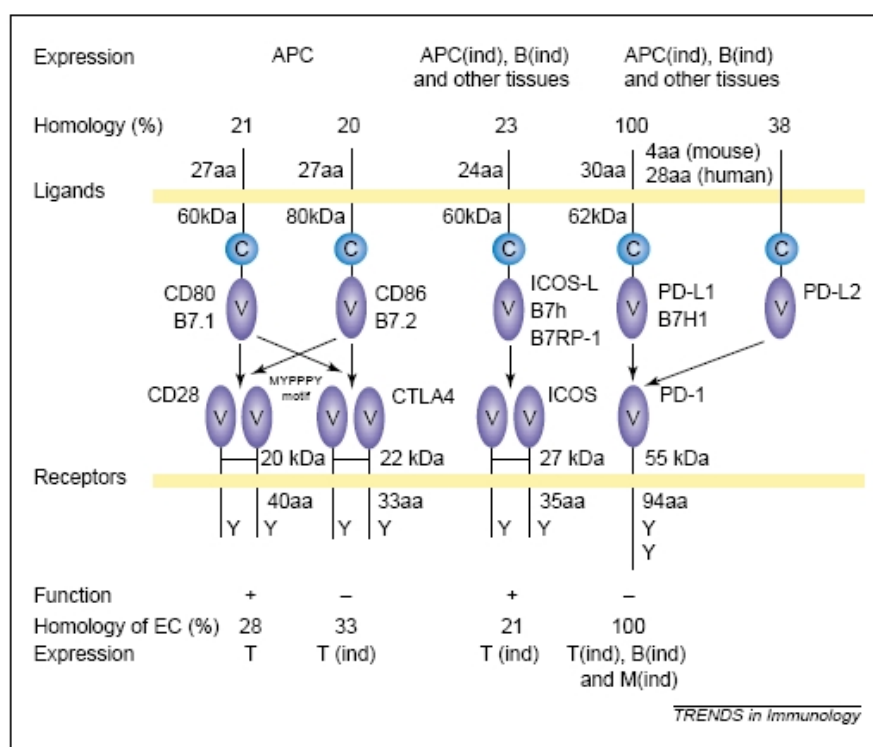 Expression APC APC(ind), B(ind) APC(ind), B(ind)
and other tissues and other tissues
Homology (%) 21 20 23 100 38
4aa (mouse)
27aa 27aa 24aa 30aa 28aa (human)
Ligands
60kDa 80kDa 60kDa 62kDa
C C C C
CD80 V CD86 V ICOS-L V PD-L1 V PD-L2 V
B7.1 B7.2 B7h B7H1
B7RP-1
MYPPPY
motif
CD28 V V V V CTLA4 V V ICOS V PD-1
20 kDa 22 kDa 27 kDa 55 kDa
Receptors
40aa 33aa 35aa 94aa
Y Y Y Y Y Y Y
Y
Function + – + –
Homology of EC (%) 28 33 21 100
Expression T T (ind) T (ind) T(ind), B(ind)
and M(ind)
TRENDS in Immunology